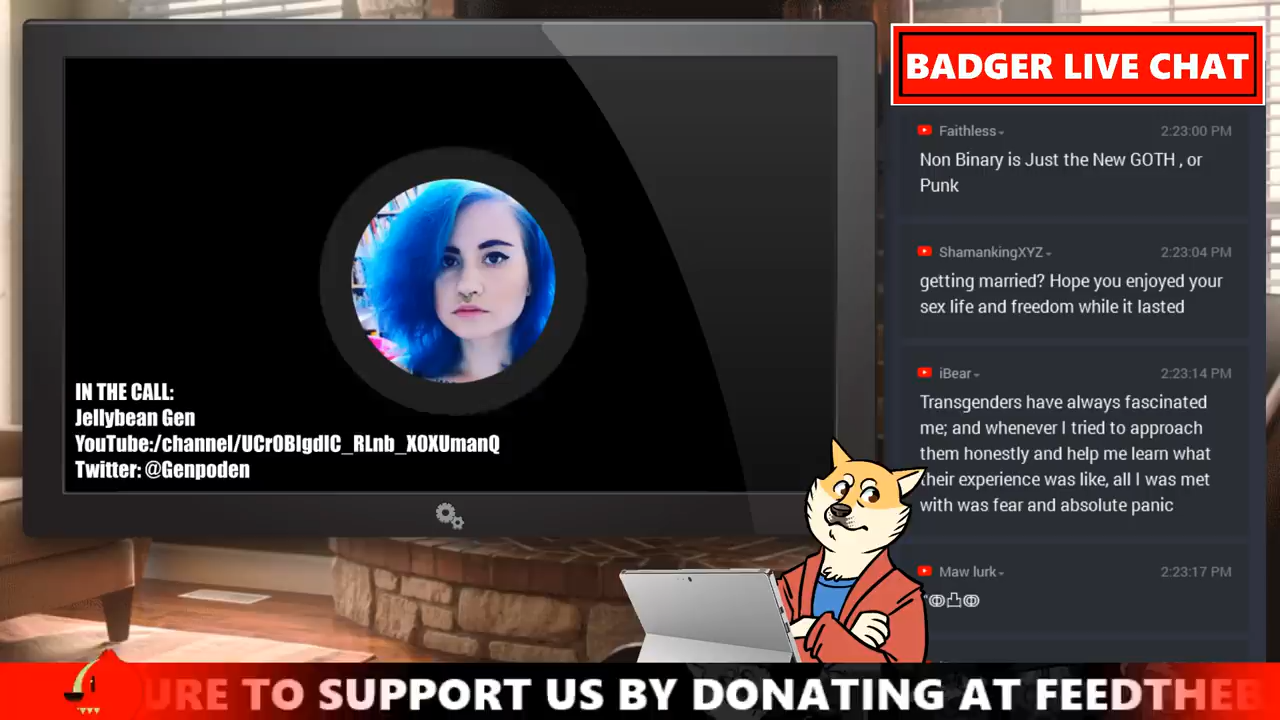 BADGER LIVE CHAT
Faithless
2:23:00 PM
Non Binary is Just the New GOTH , or
Punk
ShamankingXYZ
2:23:04 PM
getting married? Hope you enjoyed your
sex life and freedom while it lasted
iBear
2:23:14 PM
Transgenders have always fascinated
me; and whenever I tried to approach
them honestly and help me learn what
their experience was like, all I was met
with was fear and absolute panic
Maw lurk
2:23:17 PM
IN THE CALL:
Jellybean Gen
YouTube:/channel/UCr0BIgdIC_RLnb_XOXUmanQ
Twitter: @Genpoden
URE TO SUPPORT US BY DONATING AT FEEDTHEB